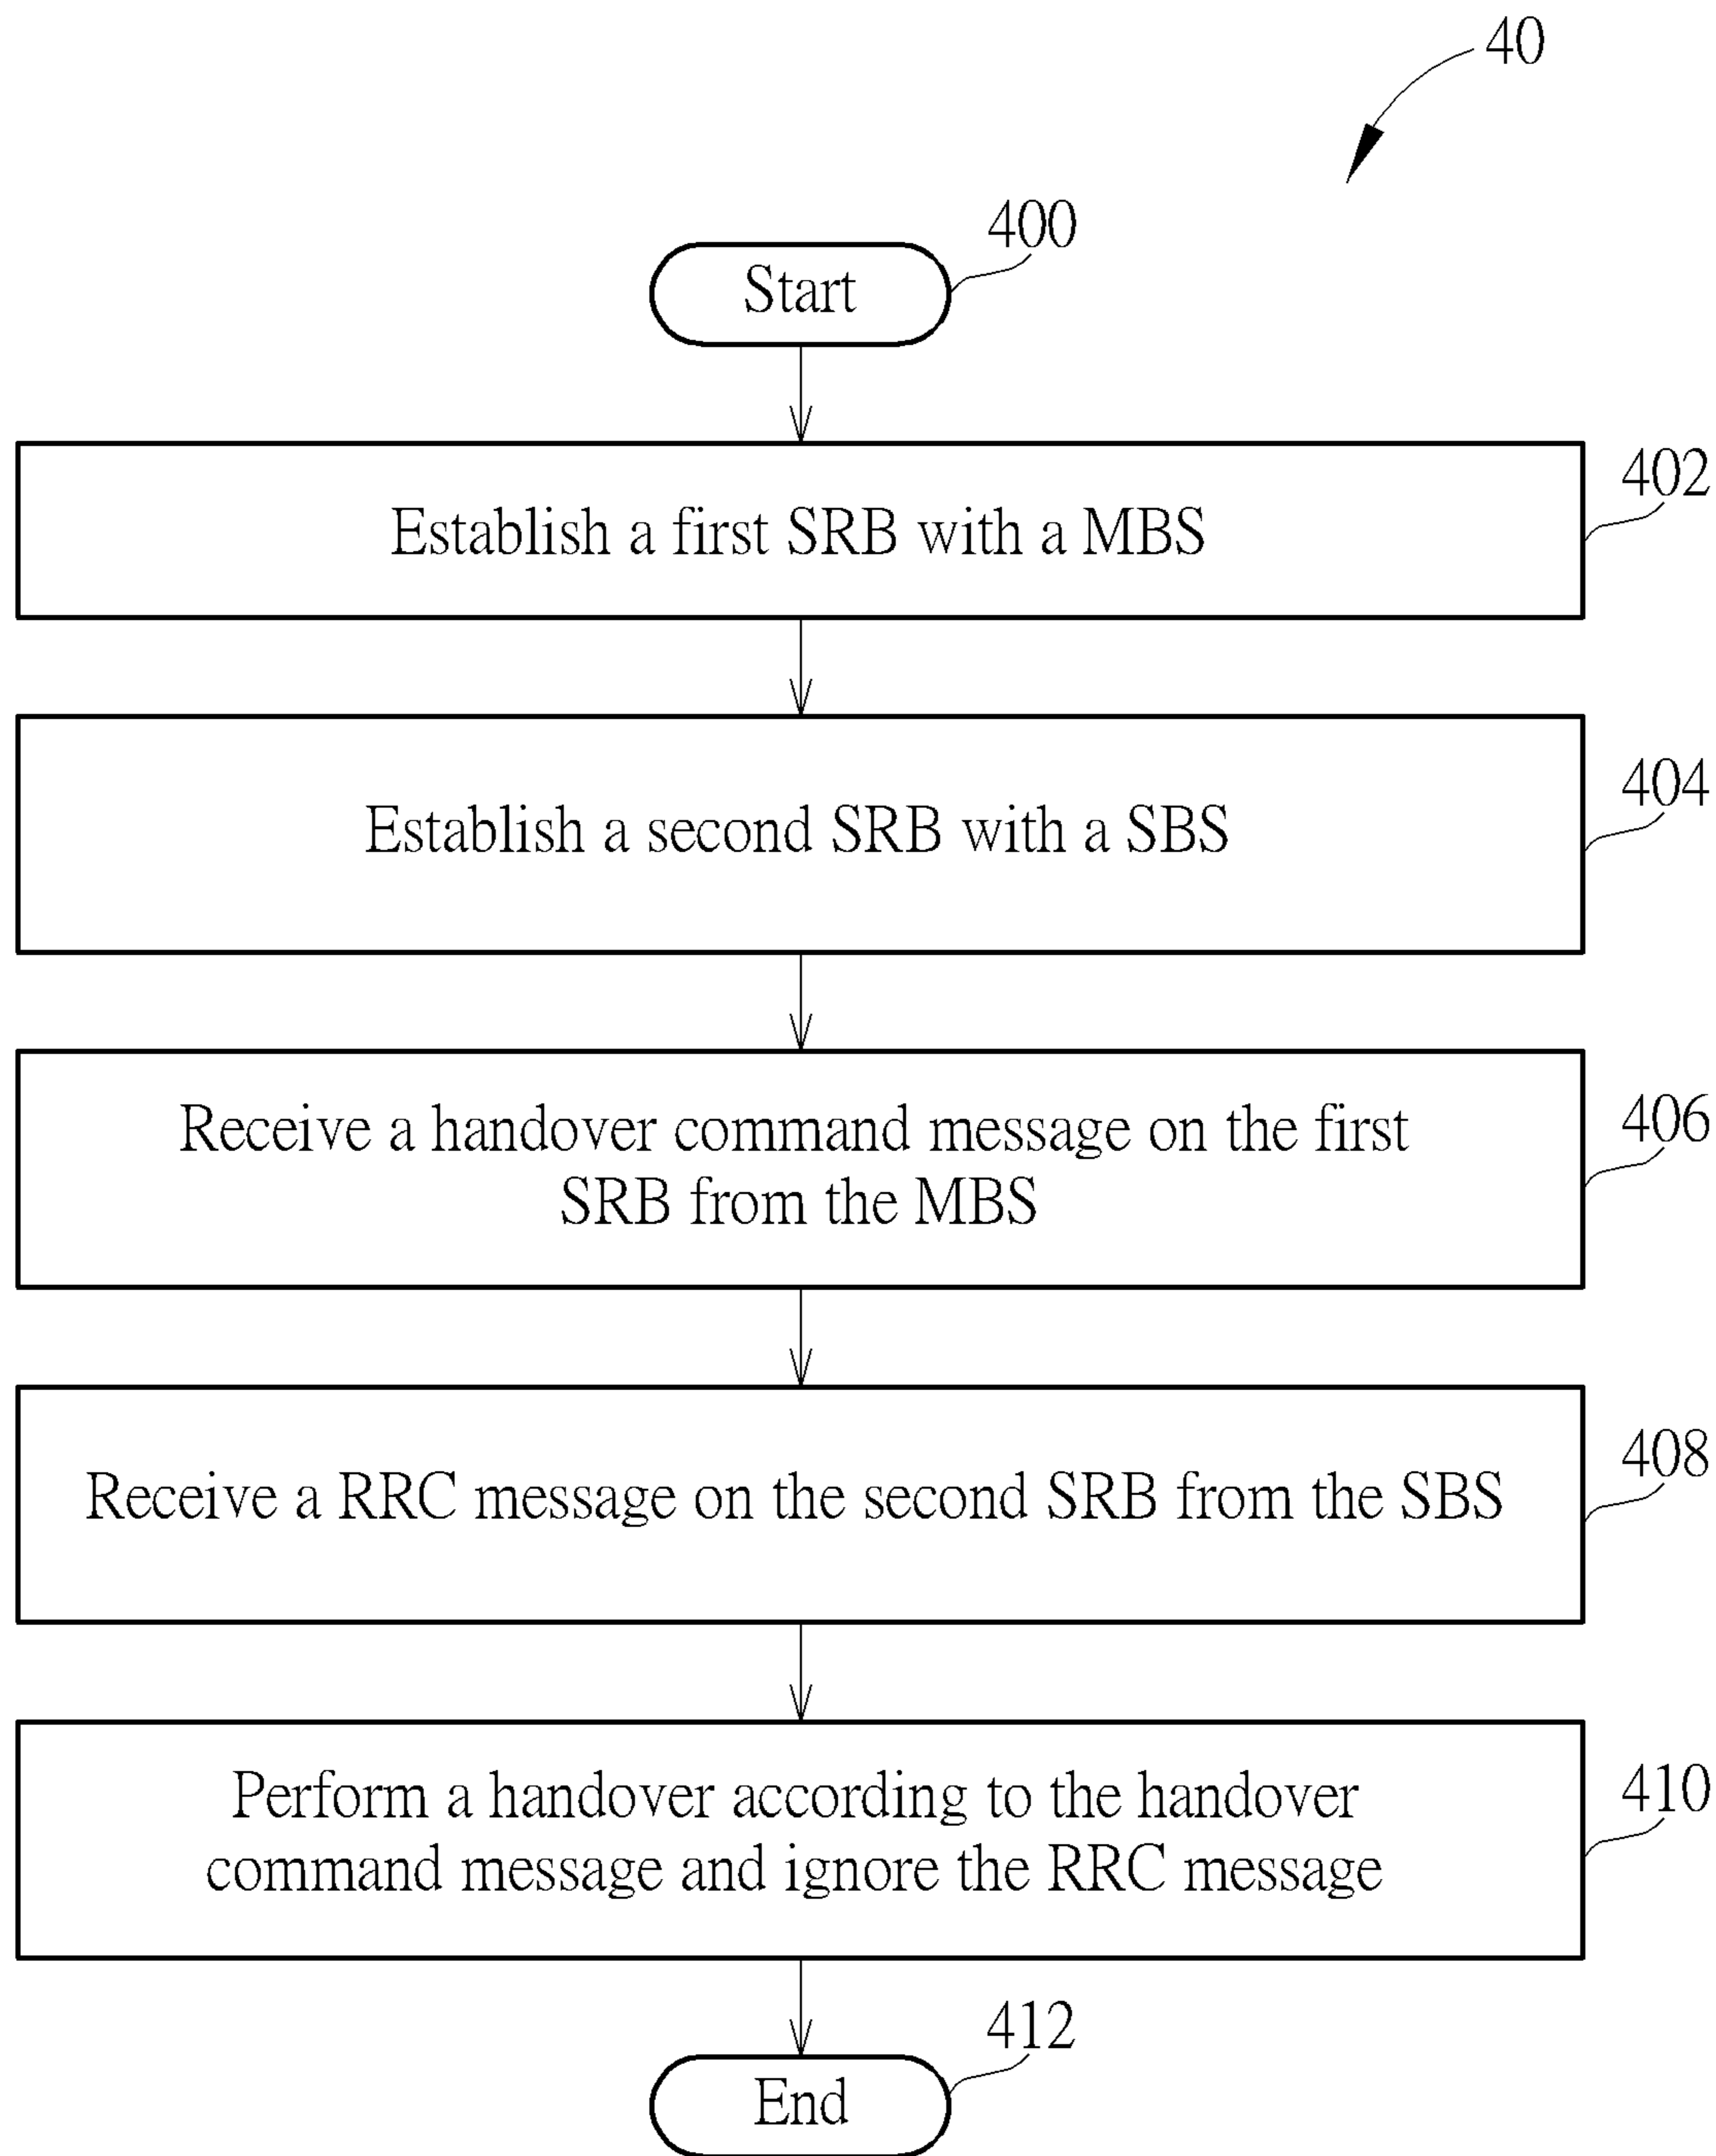 40
400
Start
402
Establish a first SRB with a MBS
404
Establish a second SRB with a SBS
406
Receive a handover command message on the first
SRB from the MBS
408
Receive a RRC message on the second SRB from the SBS
410
Perform a handover according to the handover
command message and ignore the RRC message
412
End